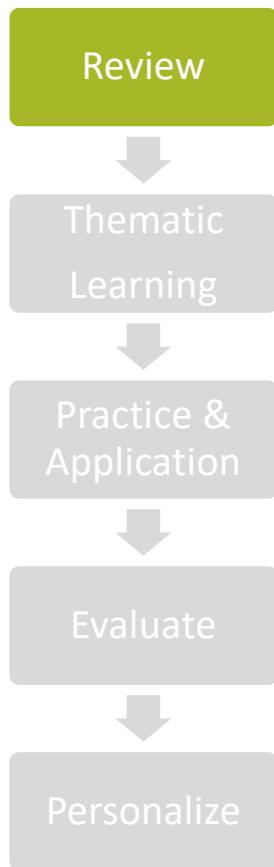 Review
Thematic
Learning
Practice &
Application
Evaluate
Personalize